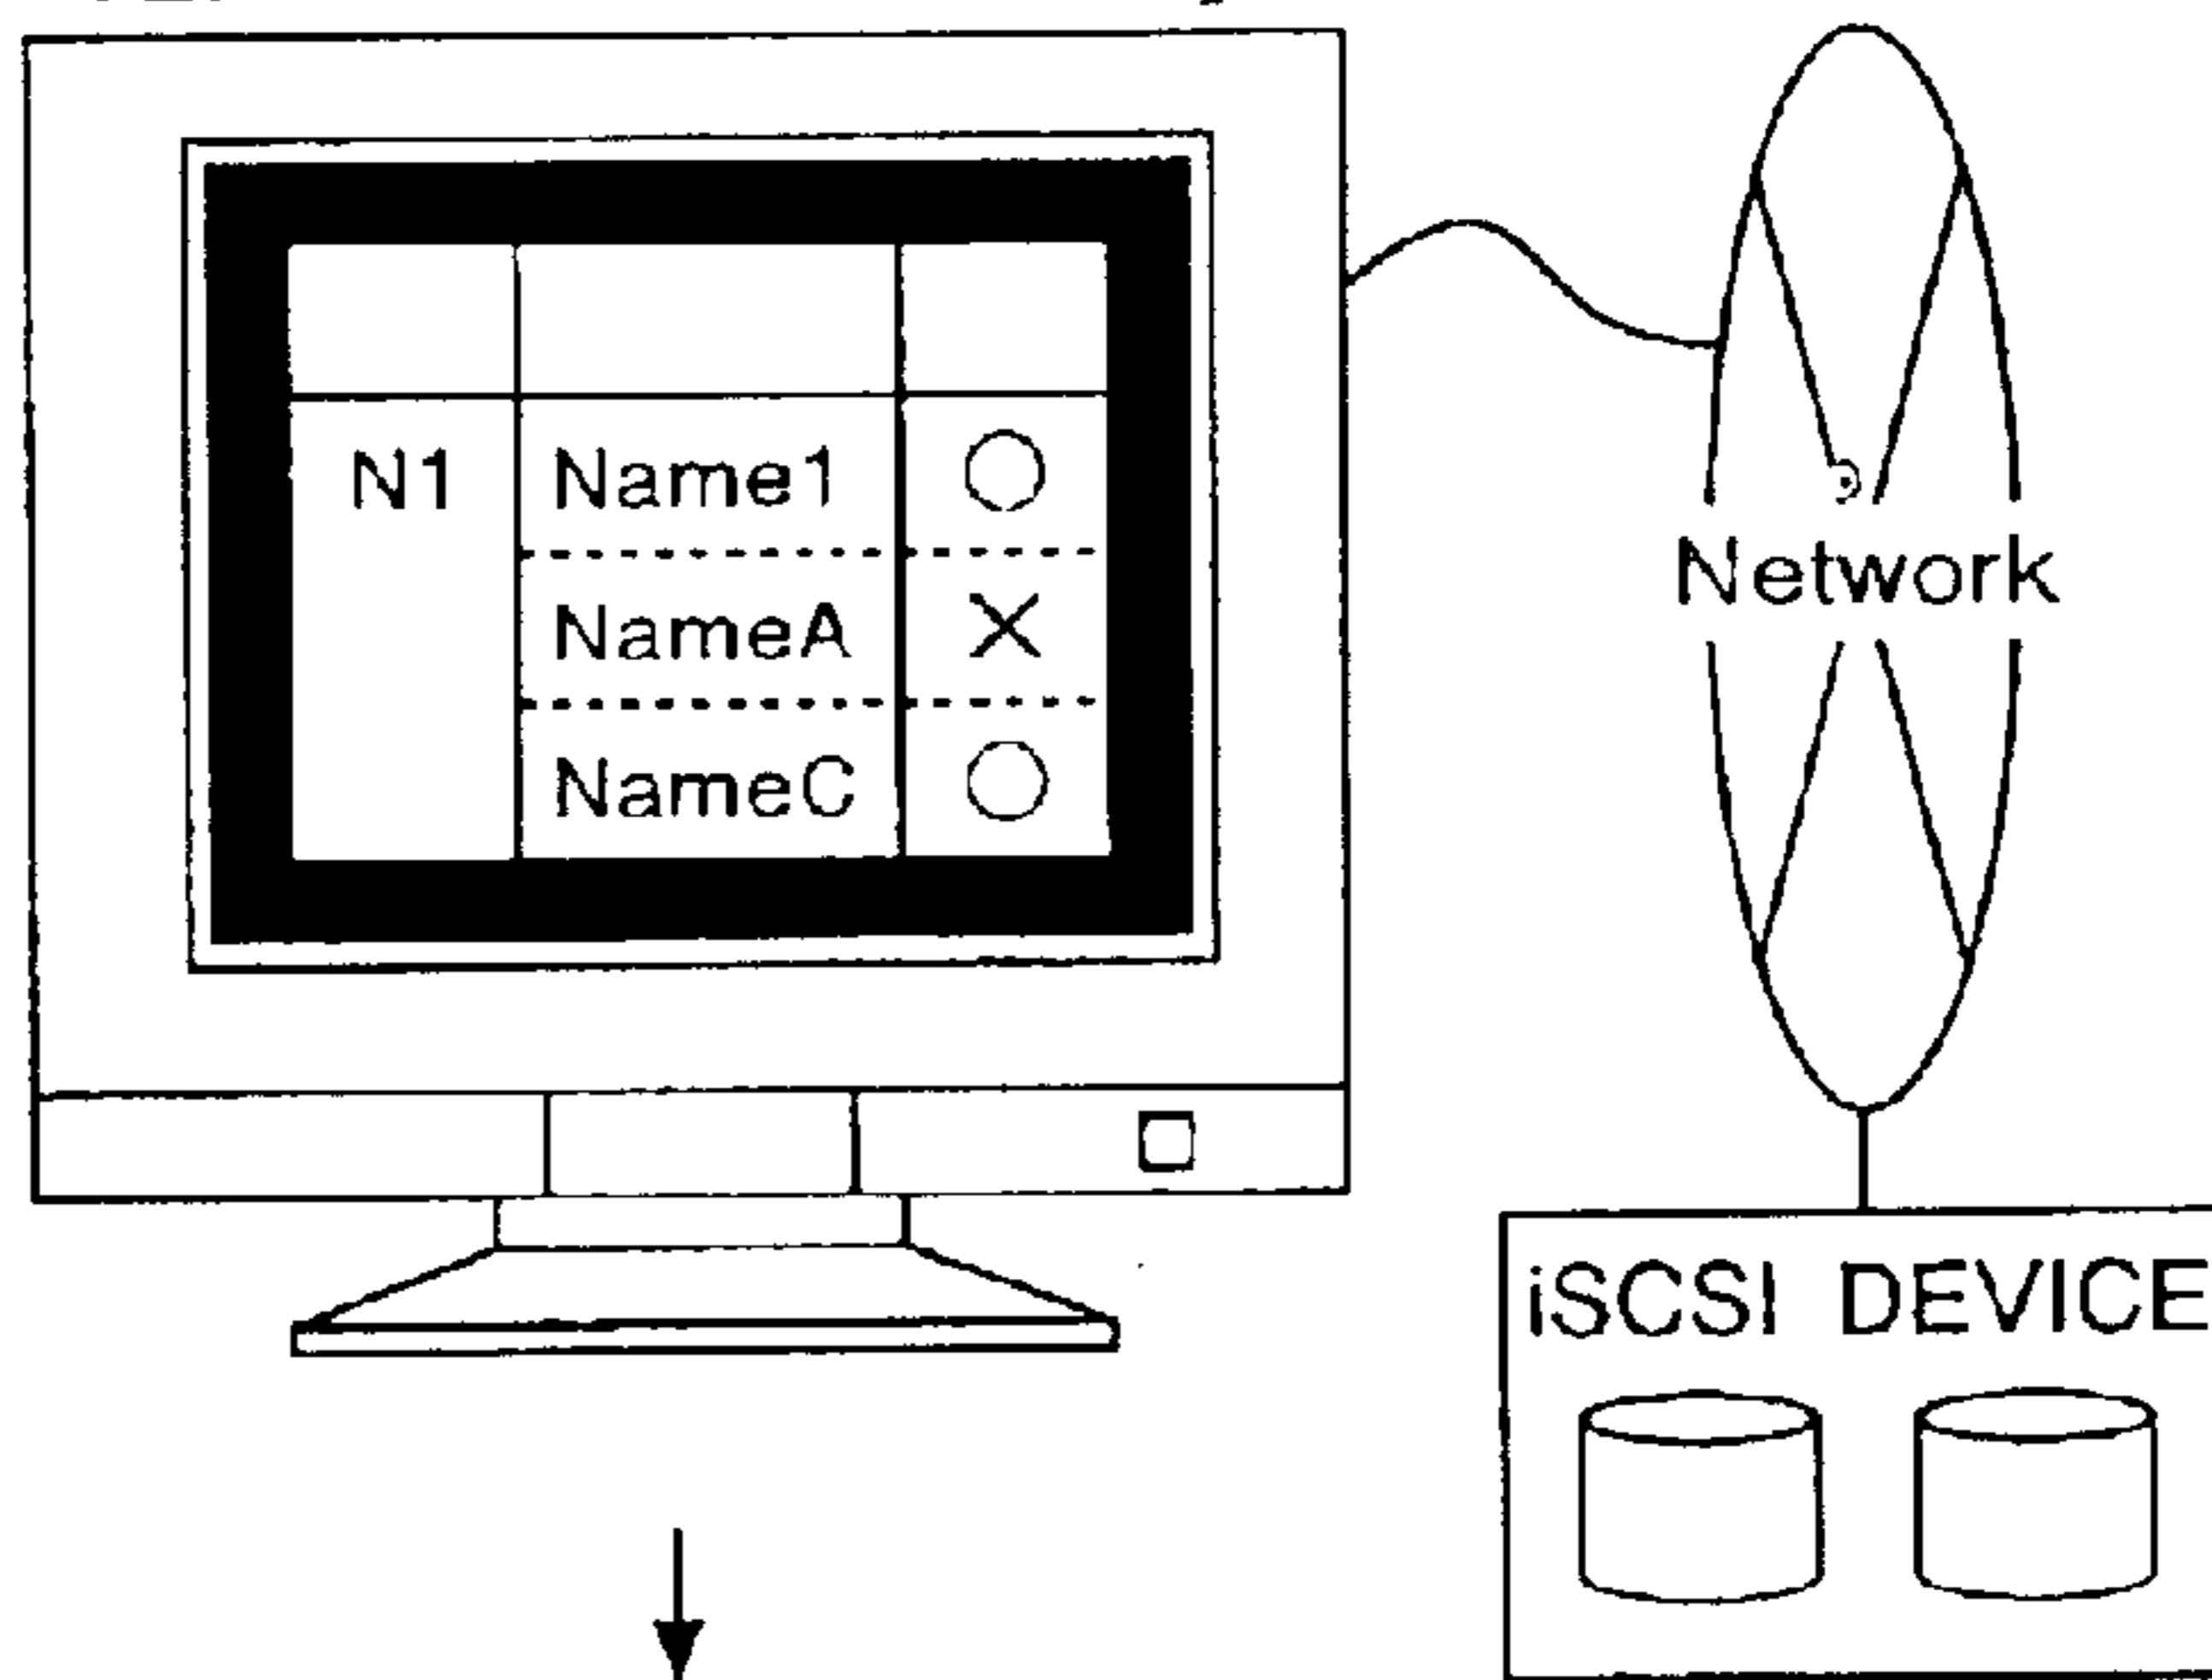 N1 Name1 ○
NameA ×
NameC ○
Network
iSCSI DEVICE